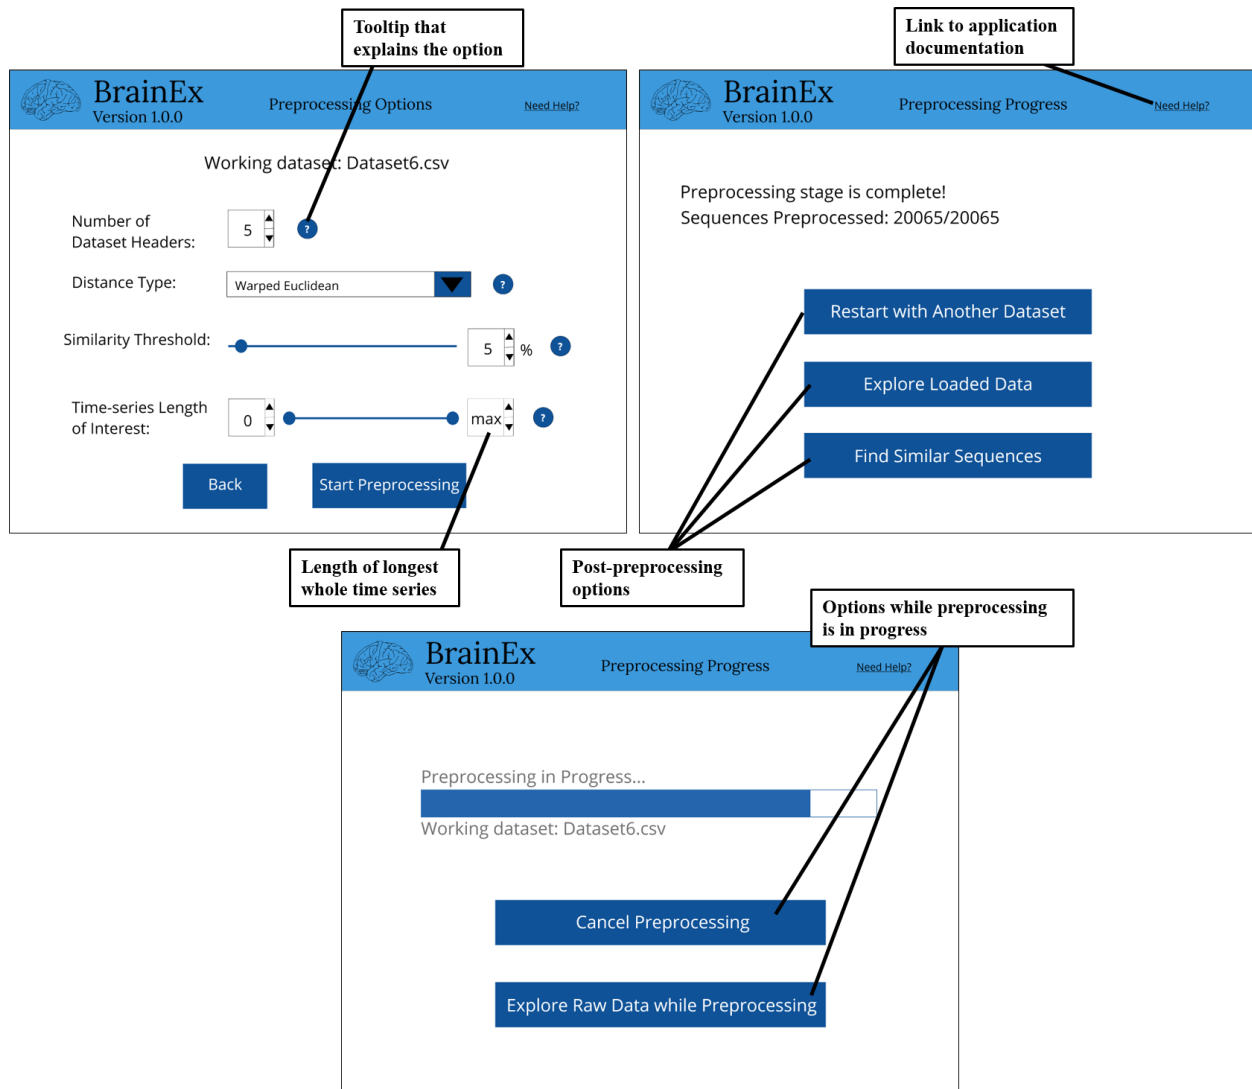 Tooltip that
explains the option
Link to application
documentation
BrainEx
Version 1.0.0
Preprocessing Options
Need Help?
Working dataset: Dataset6.csv
Number of
Dataset Headers:
5
?
Distance Type:
Warped Euclidean
?
Similarity Threshold:
5
%
?
Time-series Length
of Interest:
0
max
?
Back
Start Preprocessing
BrainEx
Version 1.0.0
Preprocessing Progress
Need Help?
Preprocessing stage is complete!
Sequences Preprocessed: 20065/20065
Restart with Another Dataset
Explore Loaded Data
Find Similar Sequences
Length of longest
whole time series
Post-preprocessing
options
Options while preprocessing
is in progress
BrainEx
Version 1.0.0
Preprocessing Progress
Need Help?
Preprocessing in Progress...
Working dataset: Dataset6.csv
Cancel Preprocessing
Explore Raw Data while Preprocessing